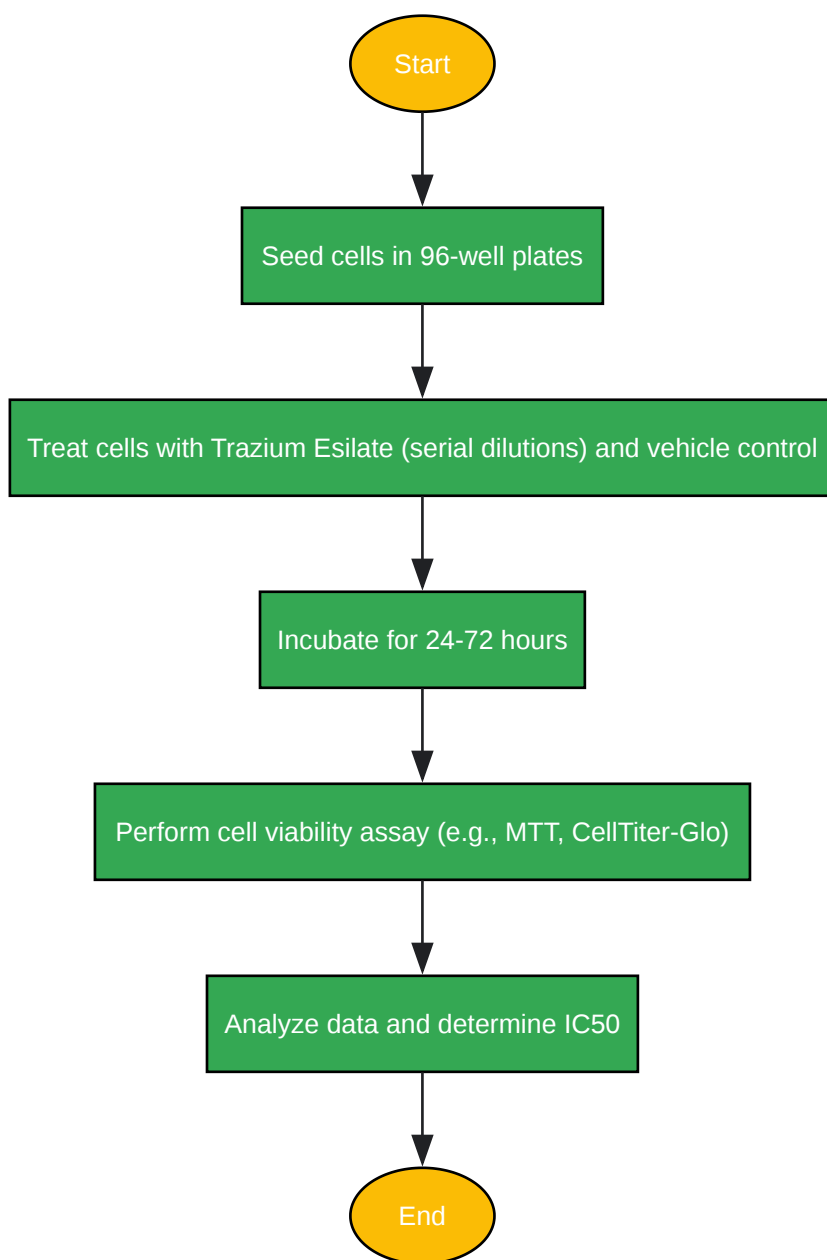 Start
Seed cells in 96-well plates
Treat cells with Trazium Esilate (serial dilutions) and vehicle control
Incubate for 24-72 hours
Perform cell viability assay (e.g., MTT, CellTiter-Glo)
Analyze data and determine IC50
End